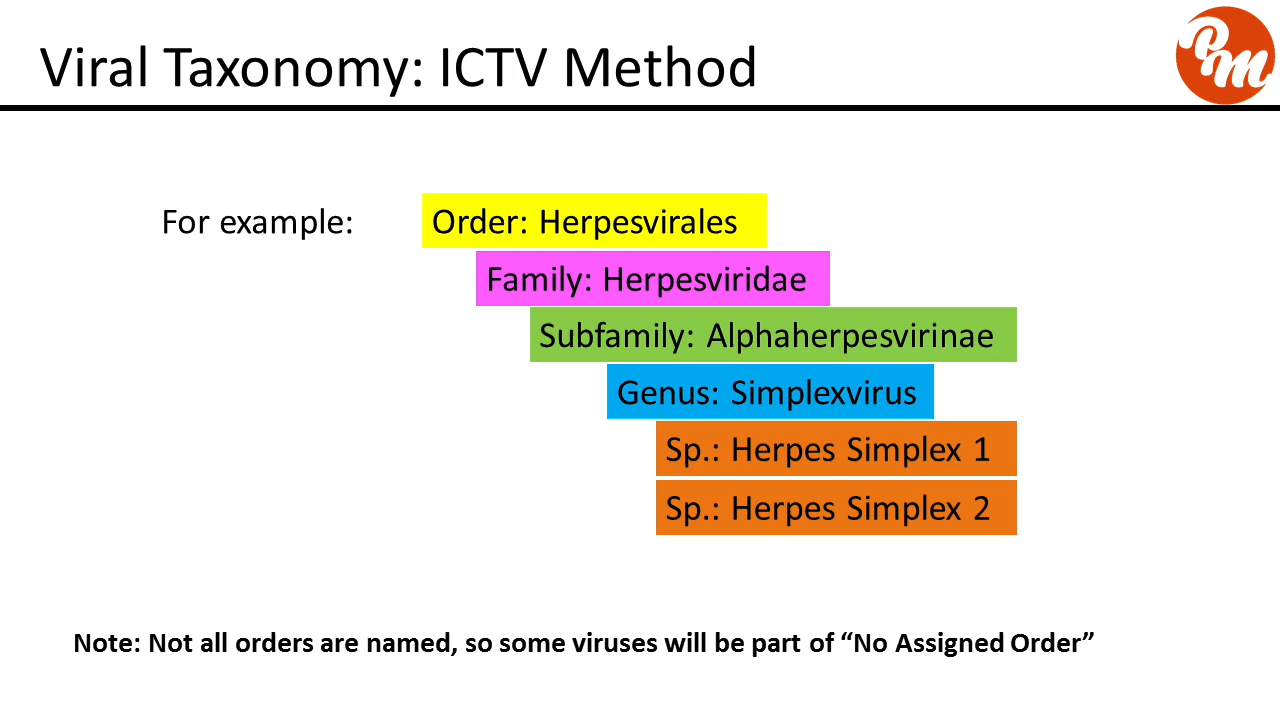 Viral Taxonomy: ICTV Method
PM
For example:
Order: Herpesvirales
Family: Herpesviridae
Subfamily: Alphaherpesvirinae
Genus: Simplexvirus
Sp.: Herpes Simplex 1
Sp.: Herpes Simplex 2
Note: Not all orders are named, so some viruses will be part of “No Assigned Order”